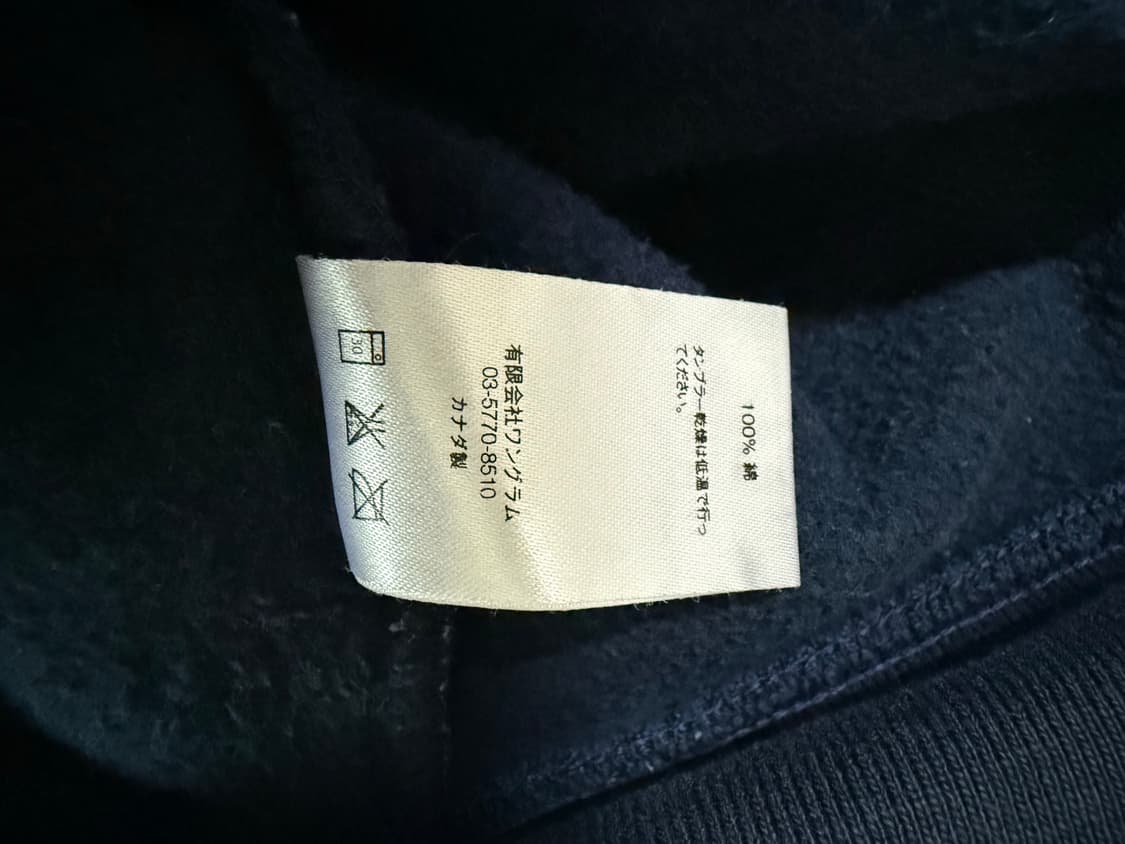 100% 綿
タンブラー乾燥は低温で行っ
てください。
有限会社ワングラム
03-5770-8510
カナダ製
30